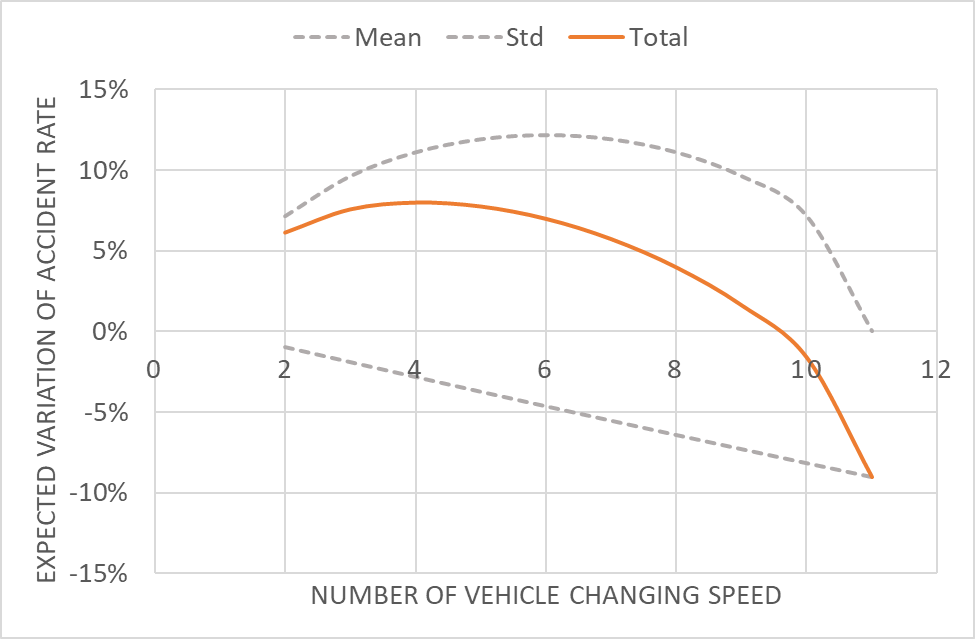 Mean Std Total
15%
10%
5%
0%
-5%
-10%
-15%
0 2 4 6 8 10 12
EXPECTED VARIATION OF ACCIDENT RATE
NUMBER OF VEHICLE CHANGING SPEED